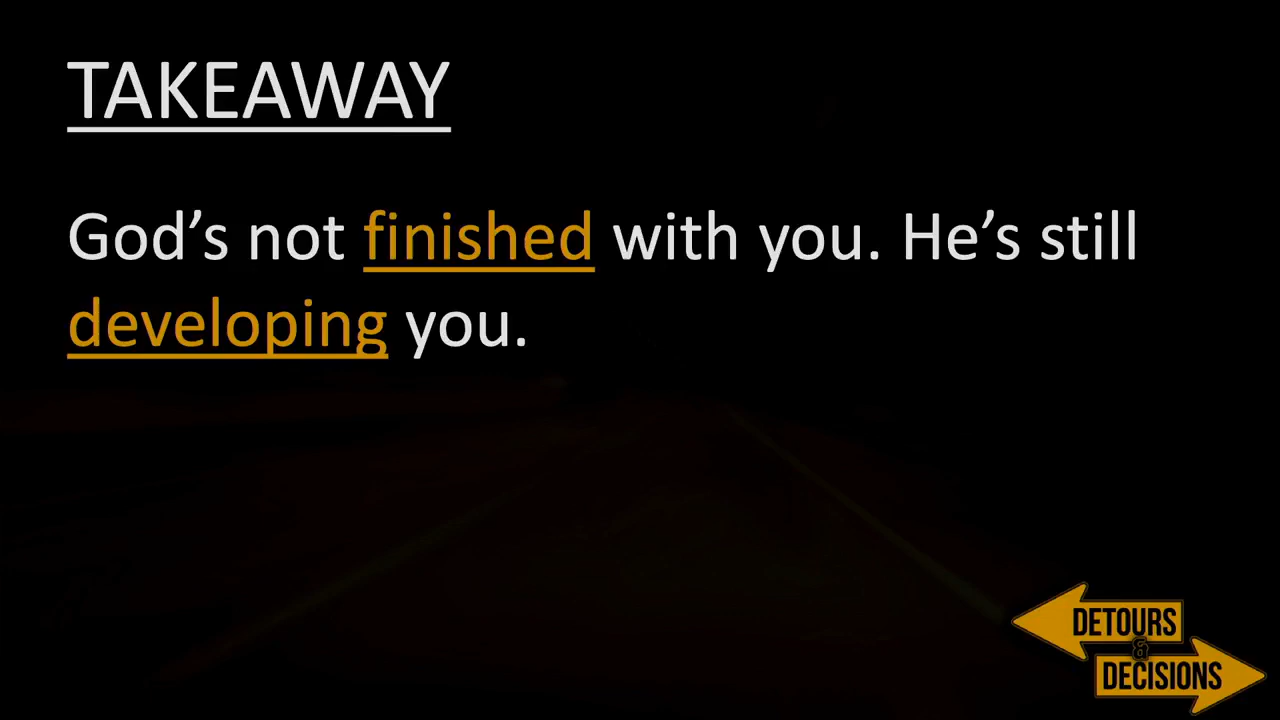 TAKEAWAY
God’s not finished with you. He’s still
developing you.
DETOURS
&
DECISIONS